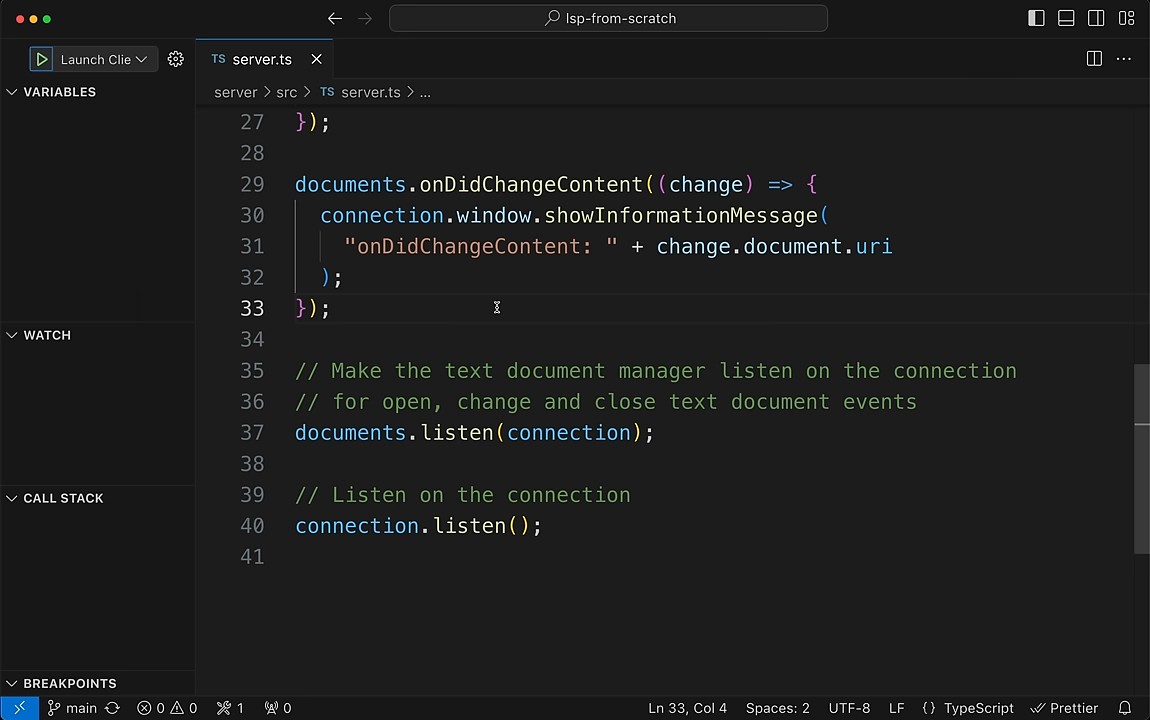 lsp-from-scratch
Launch Clie
TS server.ts
VARIABLES
server > src > TS server.ts > ...
27 });
28
29 documents.onDidChangeContent((change) => {
30 connection.window.showInformationMessage(
31 "onDidChangeContent: " + change.document.uri
32 );
33 });
34
35 // Make the text document manager listen on the connection
36 // for open, change and close text document events
37 documents.listen(connection);
38
39 // Listen on the connection
40 connection.listen();
41
WATCH
CALL STACK
BREAKPOINTS
main 0 0 1 0 Ln 33, Col 4 Spaces: 2 UTF-8 LF {} TypeScript Prettier